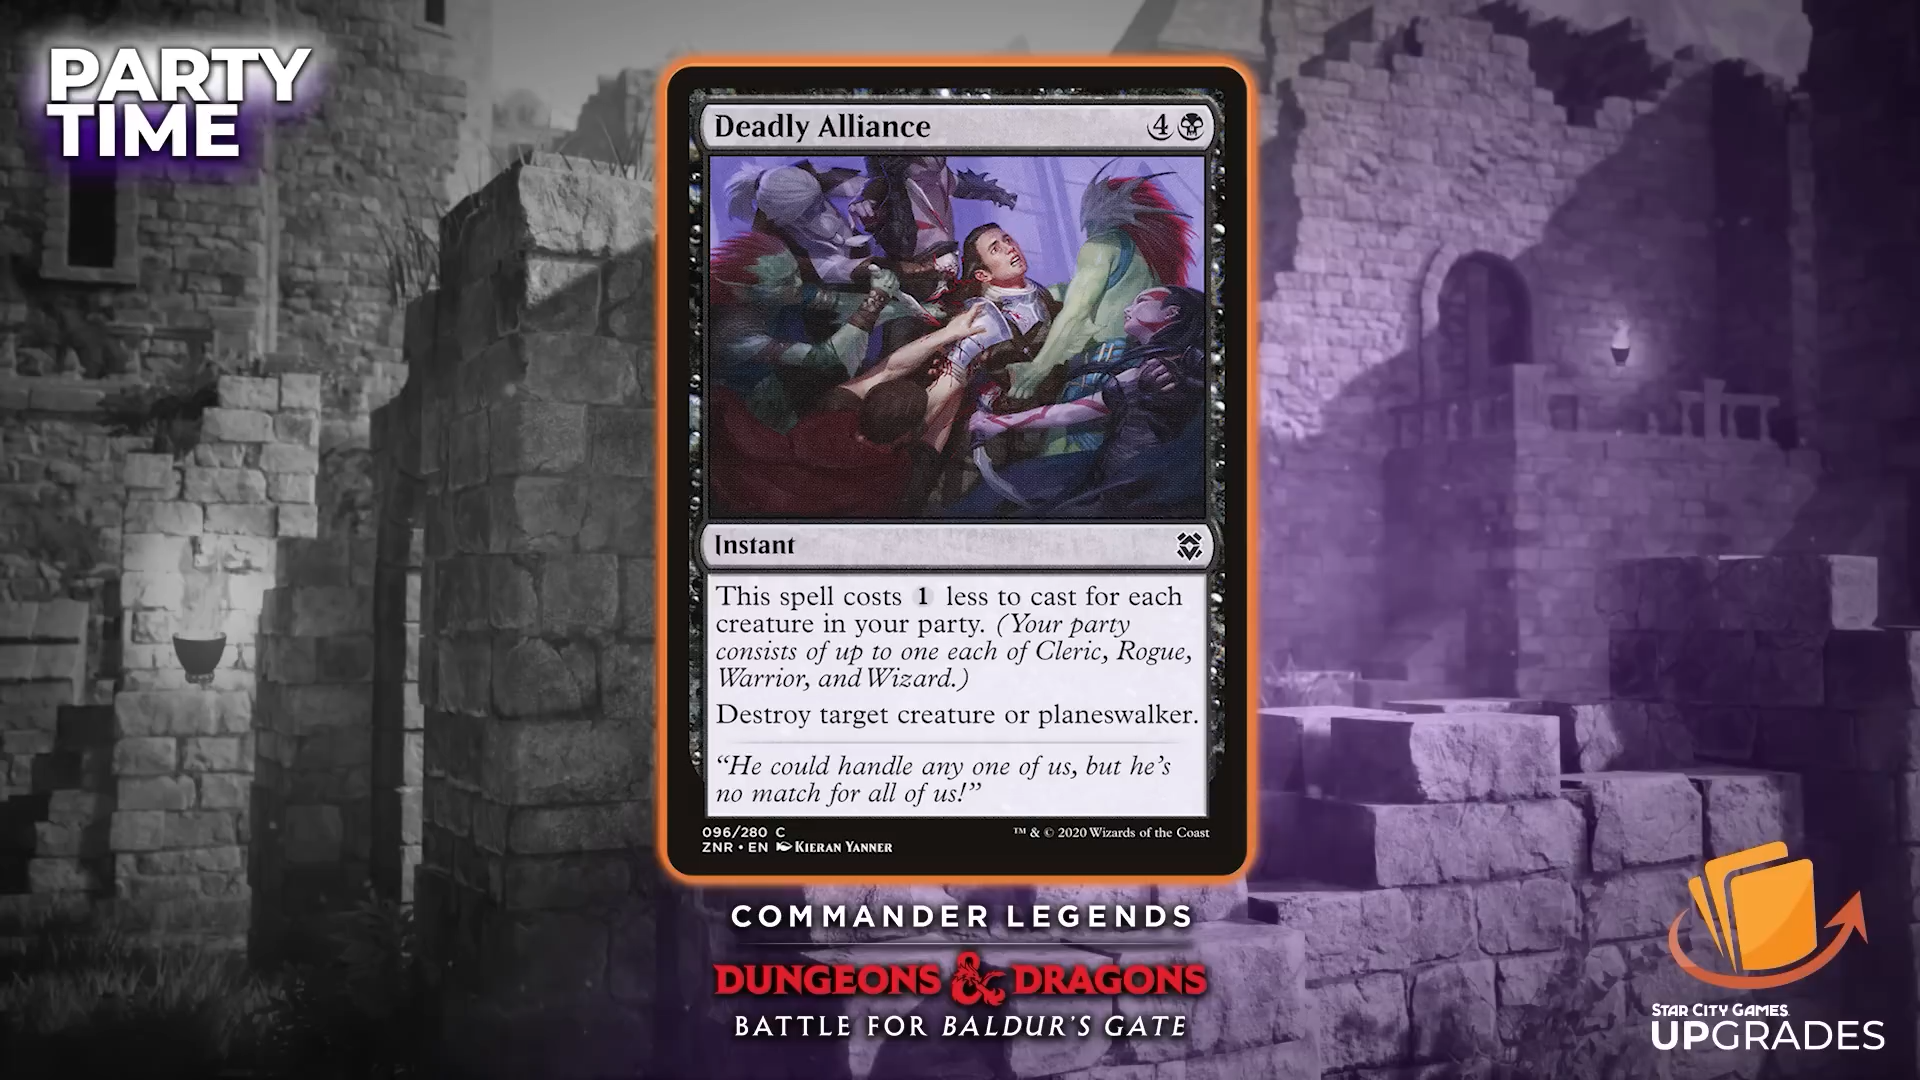 PARTY
TIME
Deadly Alliance 4
Instant
This spell costs 1 less to cast for each
creature in your party. (Your party
consists of up to one each of Cleric, Rogue,
Warrior, and Wizard.)
Destroy target creature or planeswalker.
“He could handle any one of us, but he’s
no match for all of us!”
096/280 C
ZNR • EN KIERAN YANNER
™ & © 2020 Wizards of the Coast
COMMANDER LEGENDS
DUNGEONS & DRAGONS
BATTLE FOR BALDUR'S GATE
STAR CITY GAMES
UPGRADES